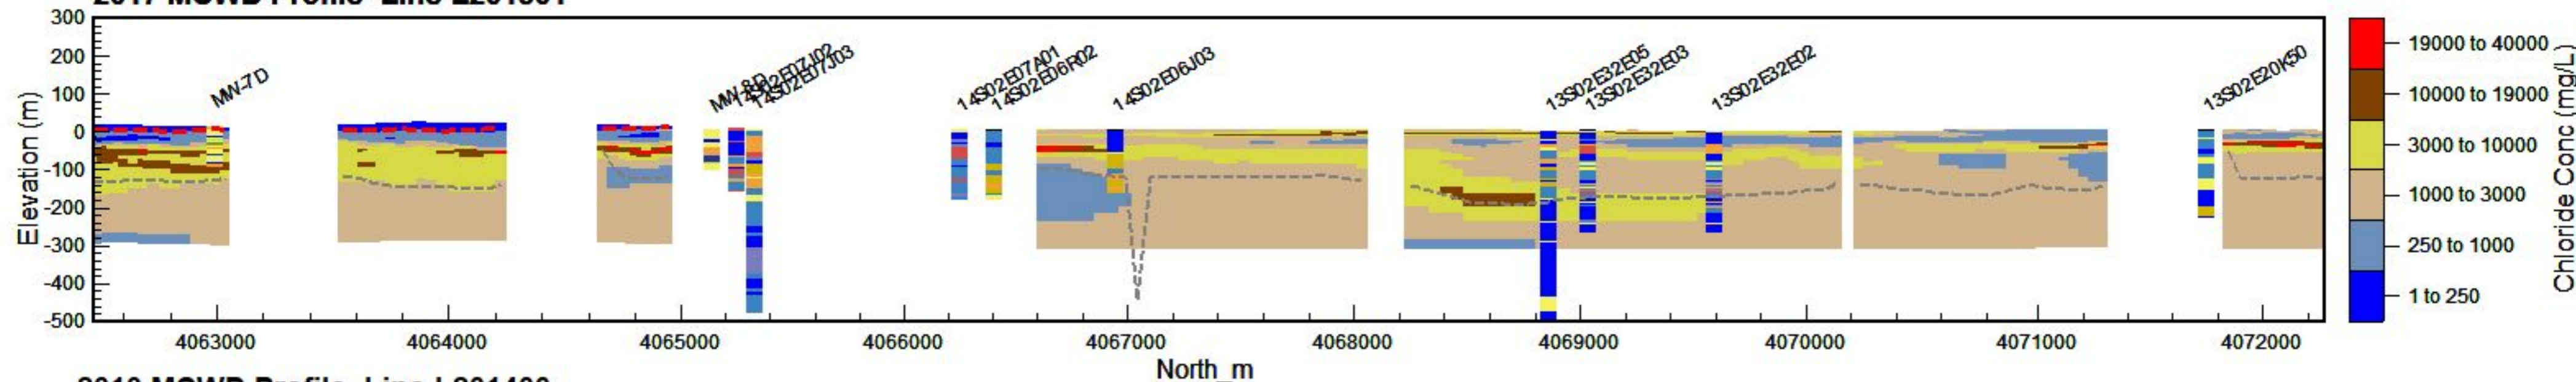 300
200
100
0
-100
-200
-300
-400
-500
Elevation (m)
MW-7D
14S02E07J03
14S02E07A01
14S02E06R02
14S02E06J03
13S02E32E05
13S02E32E03
13S02E32E02
13S02E20K50
4063000 4064000 4065000 4066000 4067000 4068000 4069000 4070000 4071000 4072000
North_m
19000 to 40000
10000 to 19000
3000 to 10000
1000 to 3000
250 to 1000
1 to 250
Chloride Conc (mg/L)